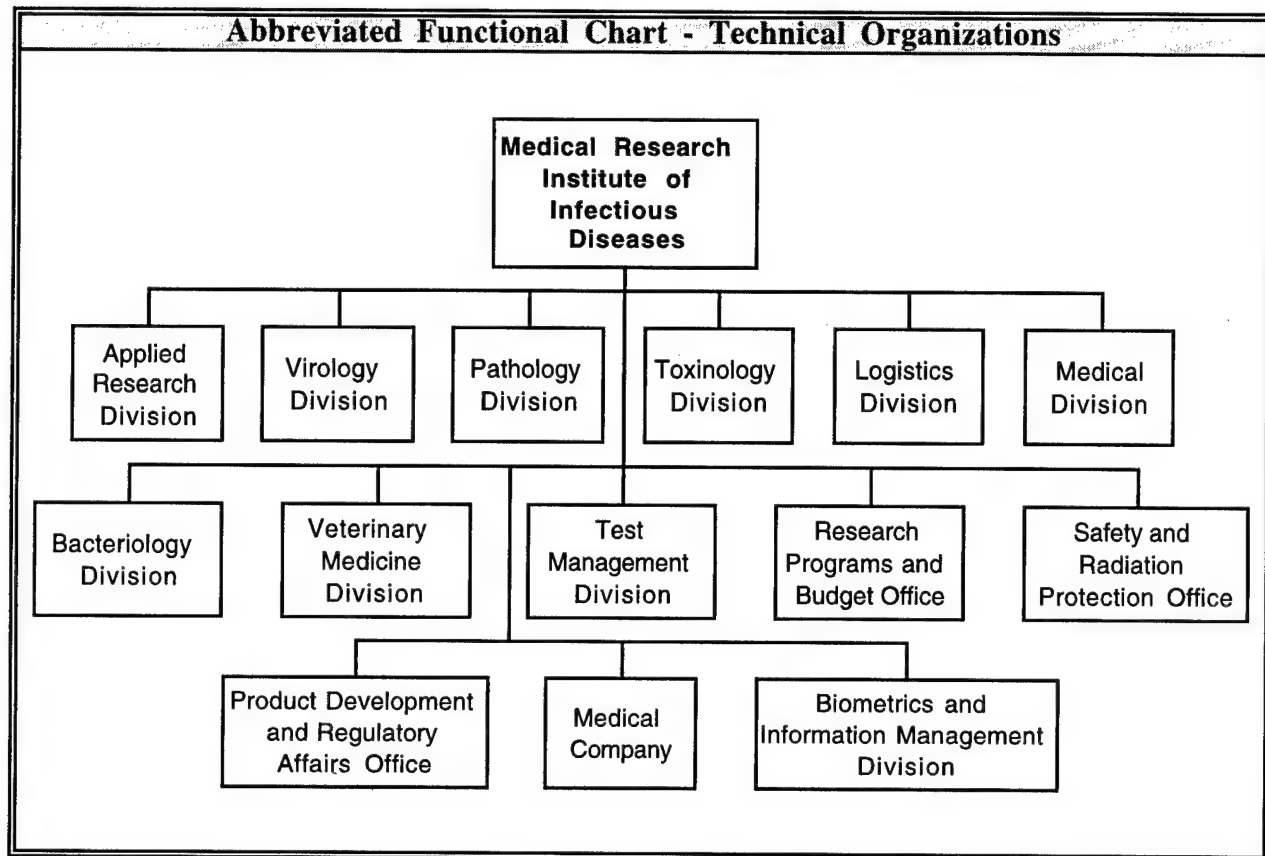 Abbreviated Functional Chart - Technical Organizations
Medical Research
Institute of
Infectious
Diseases
Applied
Research
Division
Virology
Division
Pathology
Division
Toxinology
Division
Logistics
Division
Medical
Division
Bacteriology
Division
Veterinary
Medicine
Division
Test
Management
Division
Research
Programs and
Budget Office
Safety and
Radiation
Protection Office
Product Development
and Regulatory
Affairs Office
Medical
Company
Biometrics and
Information Management
Division